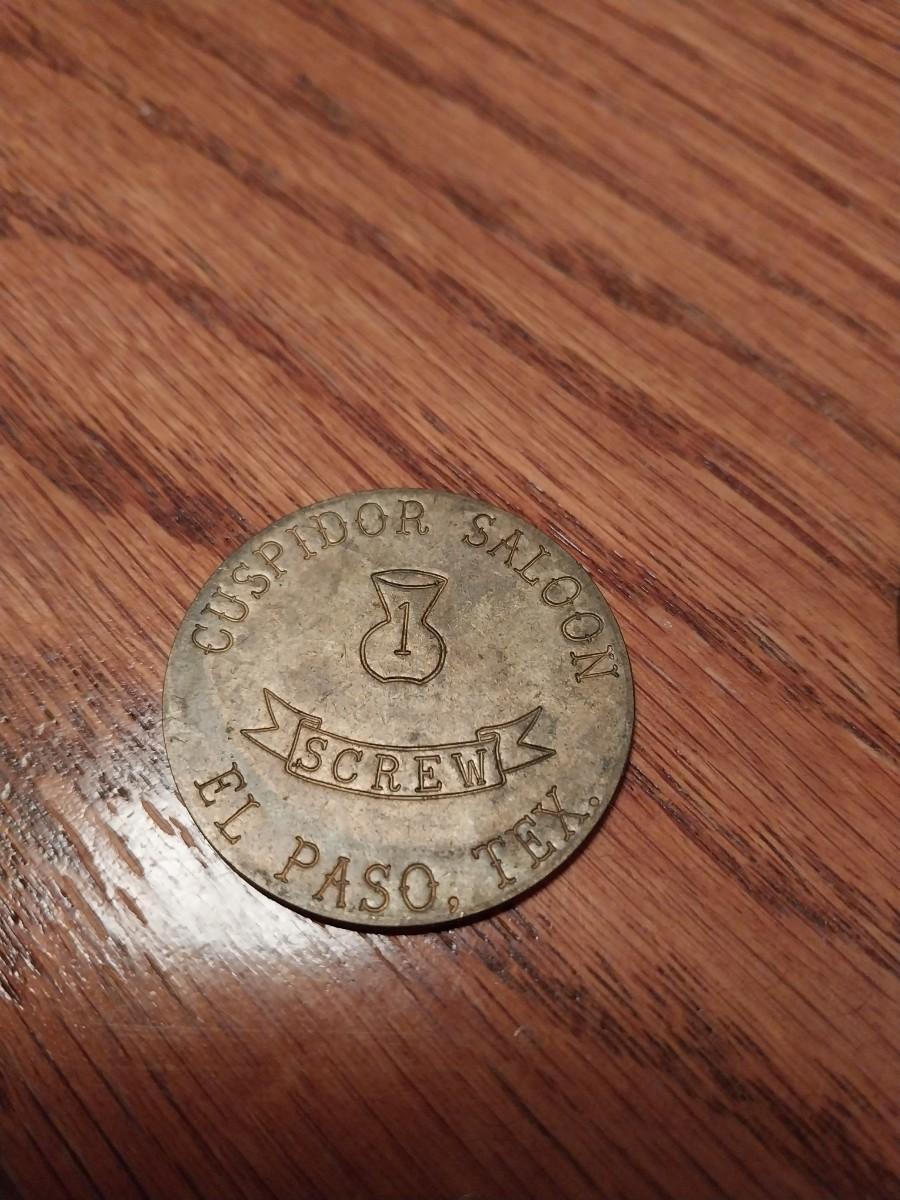 CUSPIDOR SALOON
1
SCREW
EL PASO, TEX.